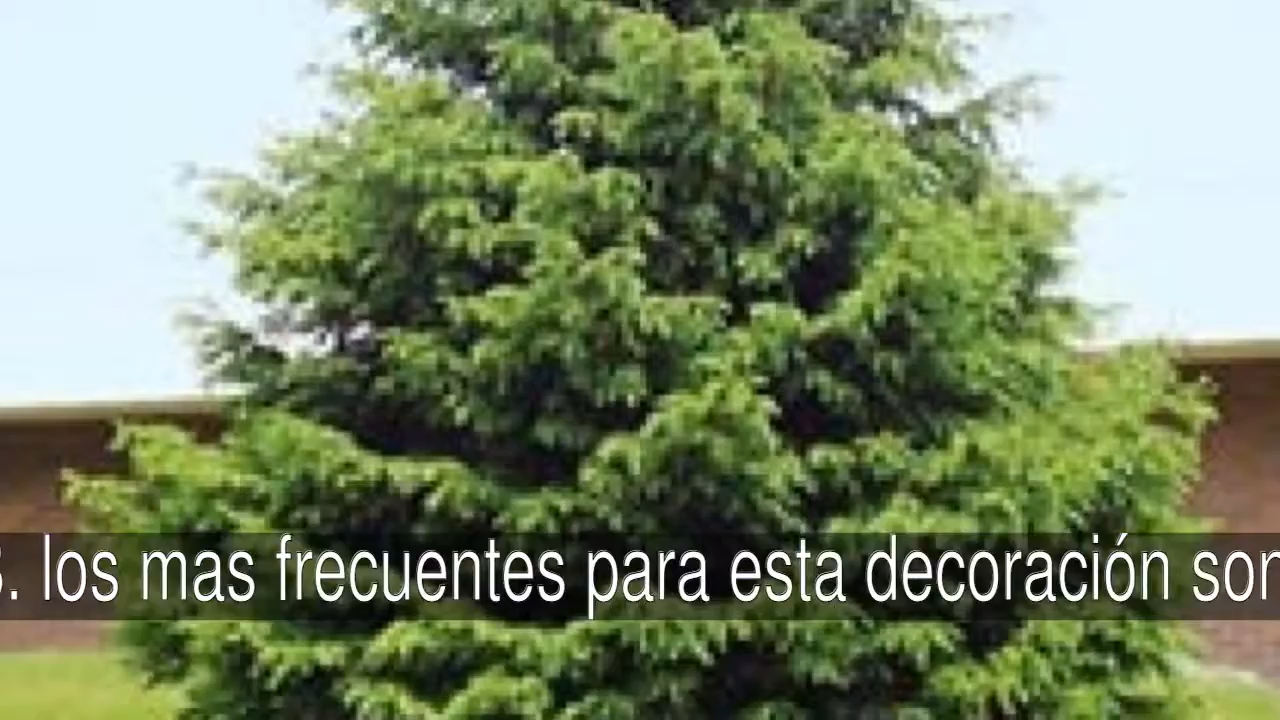 . los mas frecuentes para esta decoración son